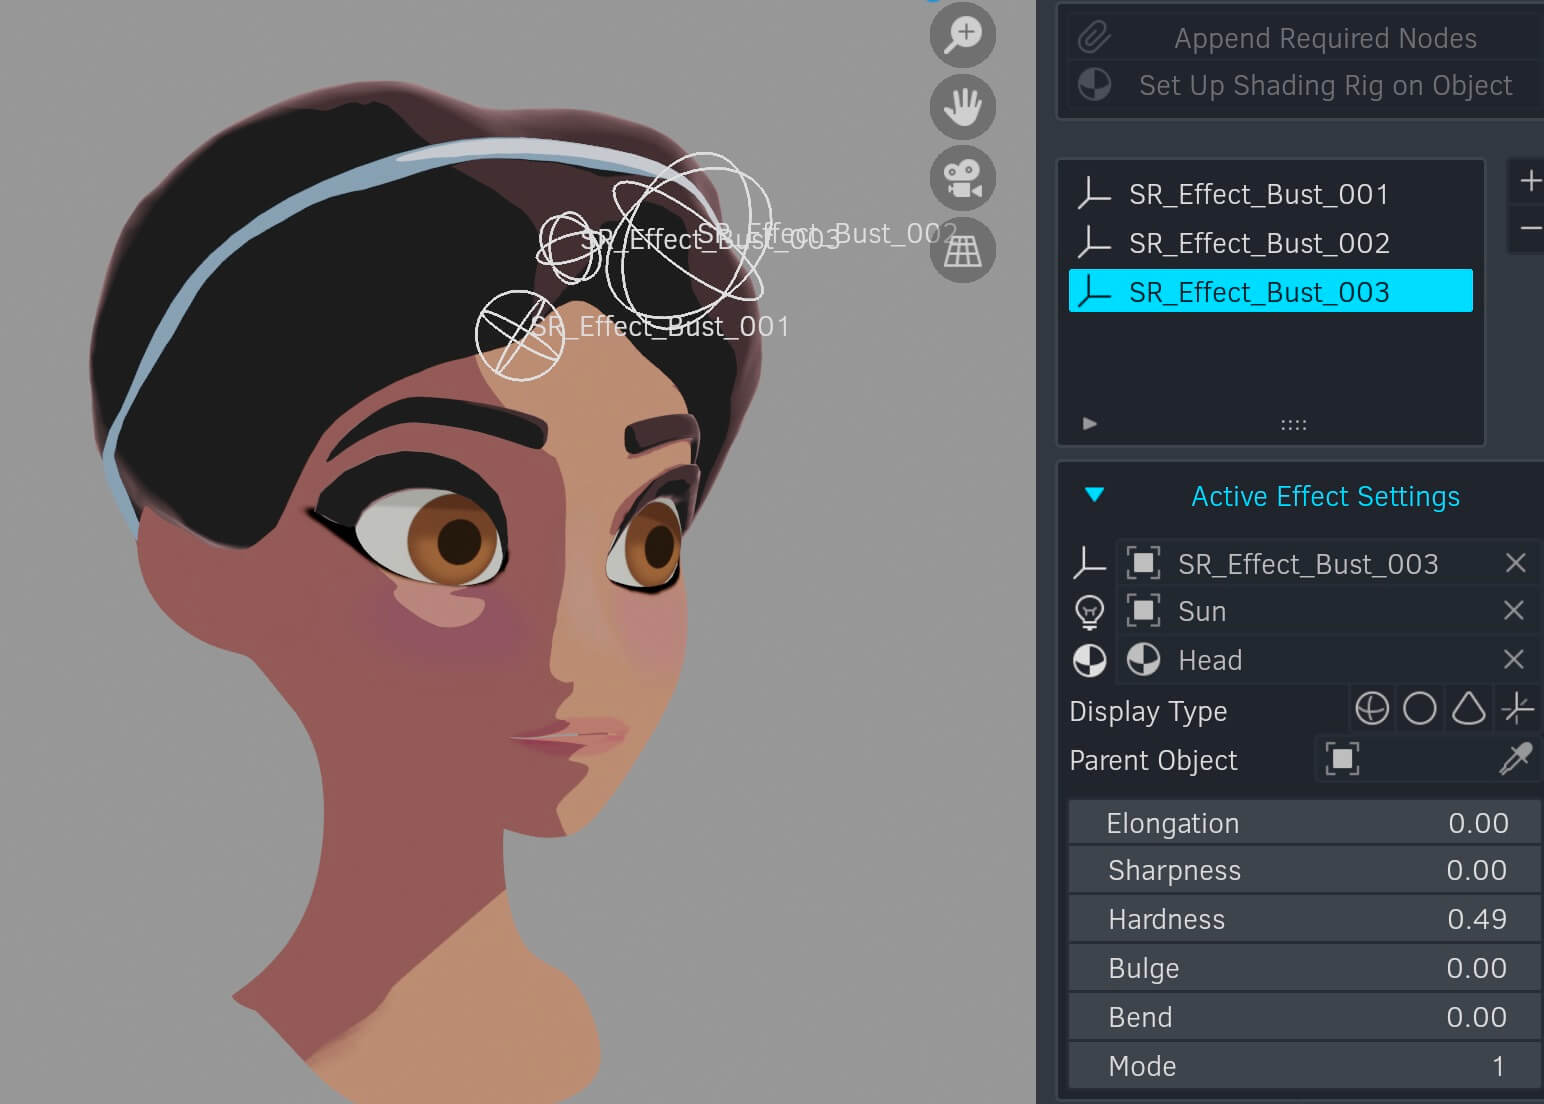 Append Required Nodes
Set Up Shading Rig on Object
SR_Effect_Bust_001
SR_Effect_Bust_002
SR_Effect_Bust_003
SR_Effect_Bust_002
SR_Effect_Bust_003
SR_Effect_Bust_001
Active Effect Settings
SR_Effect_Bust_003
Sun
Head
Display Type
Parent Object
Elongation 0.00
Sharpness 0.00
Hardness 0.49
Bulge 0.00
Bend 0.00
Mode 1